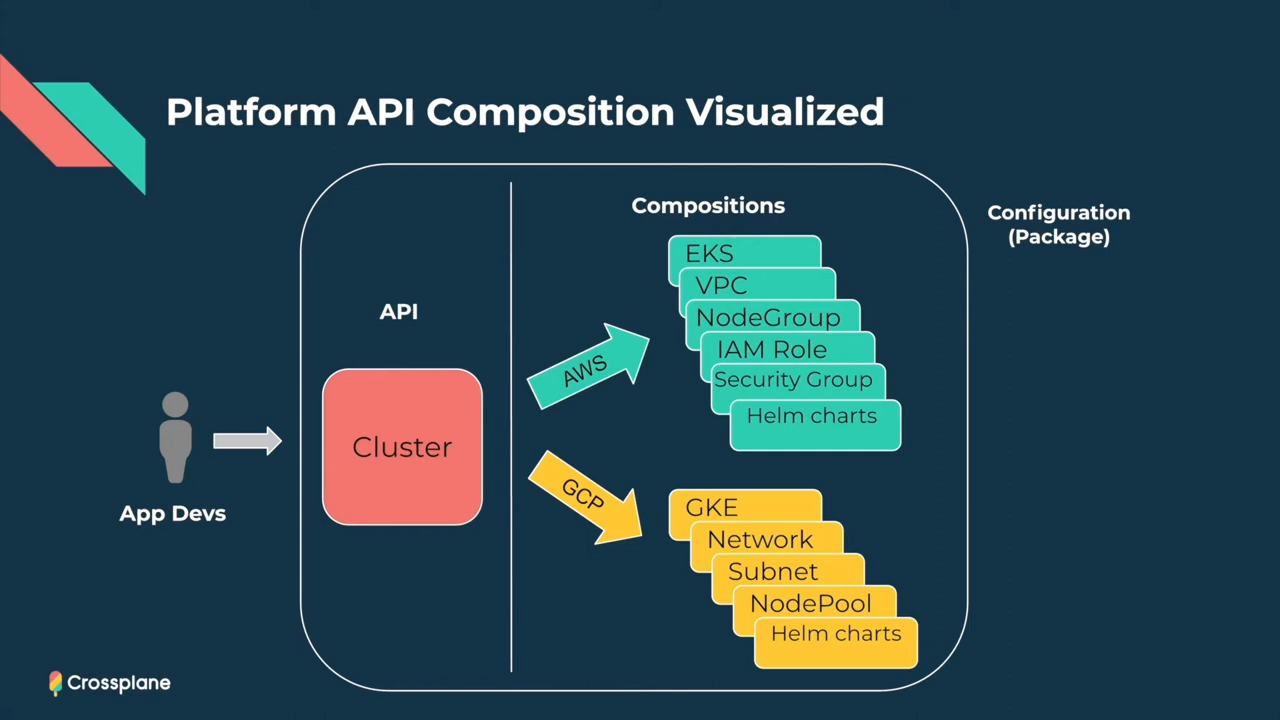 Platform API Composition Visualized
Compositions
Configuration
(Package)
API
Cluster
App Devs
AWS
EKS
VPC
NodeGroup
IAM Role
Security Group
Helm charts
GCP
GKE
Network
Subnet
NodePool
Helm charts
Crossplane